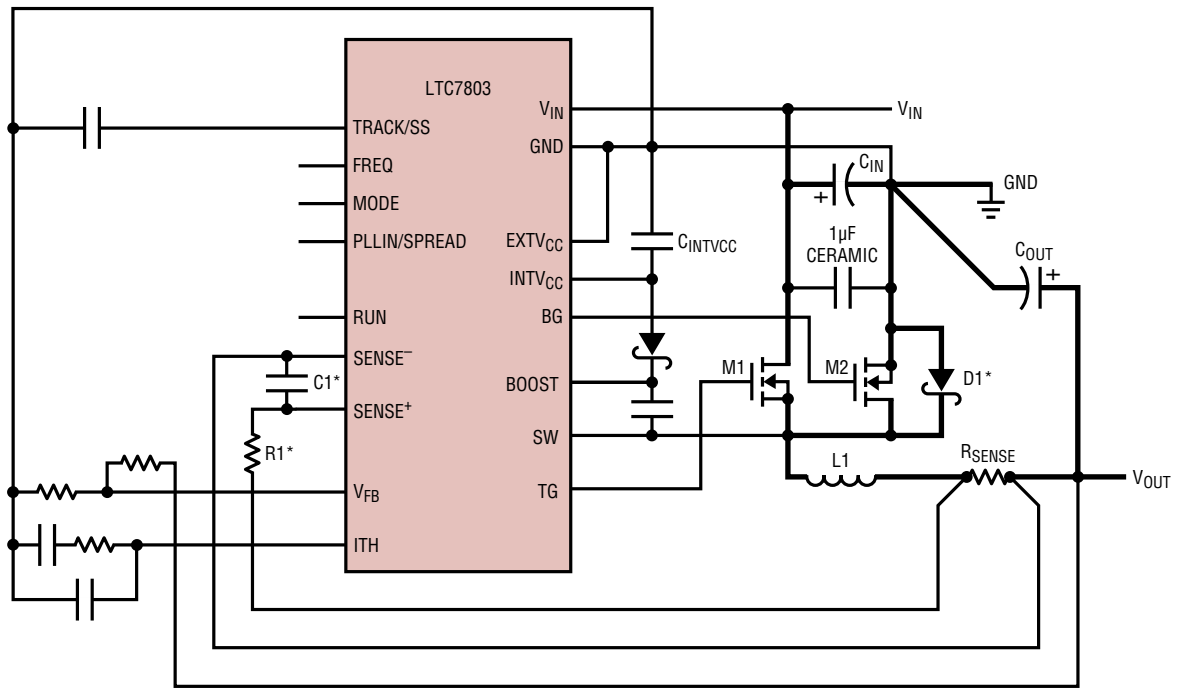 LTC7803
TRACK/SS
FREQ
MODE
PLLIN/SPREAD
RUN
SENSE–
SENSE+
VFB
ITH
VIN
GND
EXTVCC
INTVCC
BG
BOOST
SW
TG
C1*
R1*
CINTVCC
VIN
CIN
+
GND
1µF
CERAMIC
COUT
+
M1
M2
D1*
L1
RSENSE
VOUT